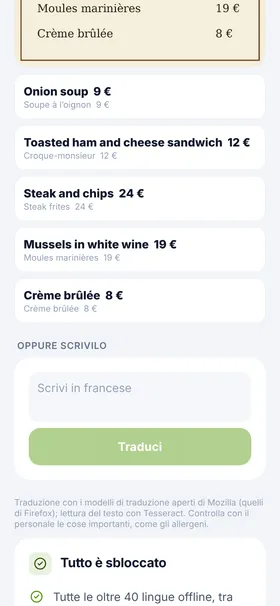 Moules marinières 19 €
Crème brûlée 8 €
Onion soup 9 €
Soupe à l'oignon 9 €
Toasted ham and cheese sandwich 12 €
Croque-monsieur 12 €
Steak and chips 24 €
Steak frites 24 €
Mussels in white wine 19 €
Moules marinières 19 €
Crème brûlée 8 €
Crème brûlée 8 €
OPPURE SCRIVILO
Scrivi in francese
Traduci
Traduzione con i modelli di traduzione aperti di Mozilla (quelli
di Firefox); lettura del testo con Tesseract. Controlla con il
personale le cose importanti, come gli allergeni.
Tutto è sbloccato
Tutte le oltre 40 lingue offline, tra